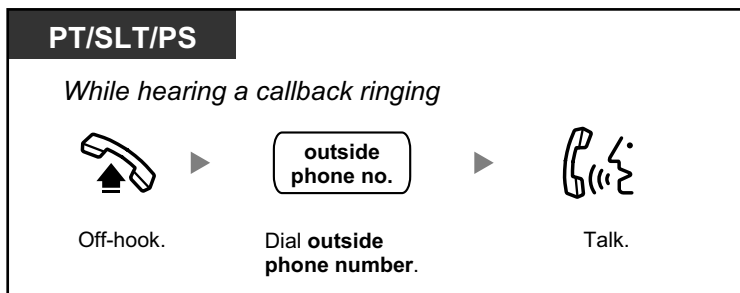 PT/SLT/PS
While hearing a callback ringing
outside
phone no.
Off-hook.
Dial outside
phone number.
Talk.